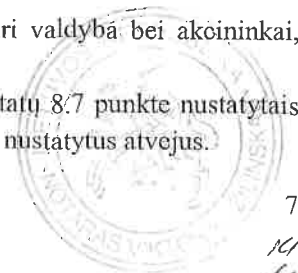 ri valdyba bei akcininkai,
tatų 8.7 punkte nustatytais
nustatytus atvejus.
7